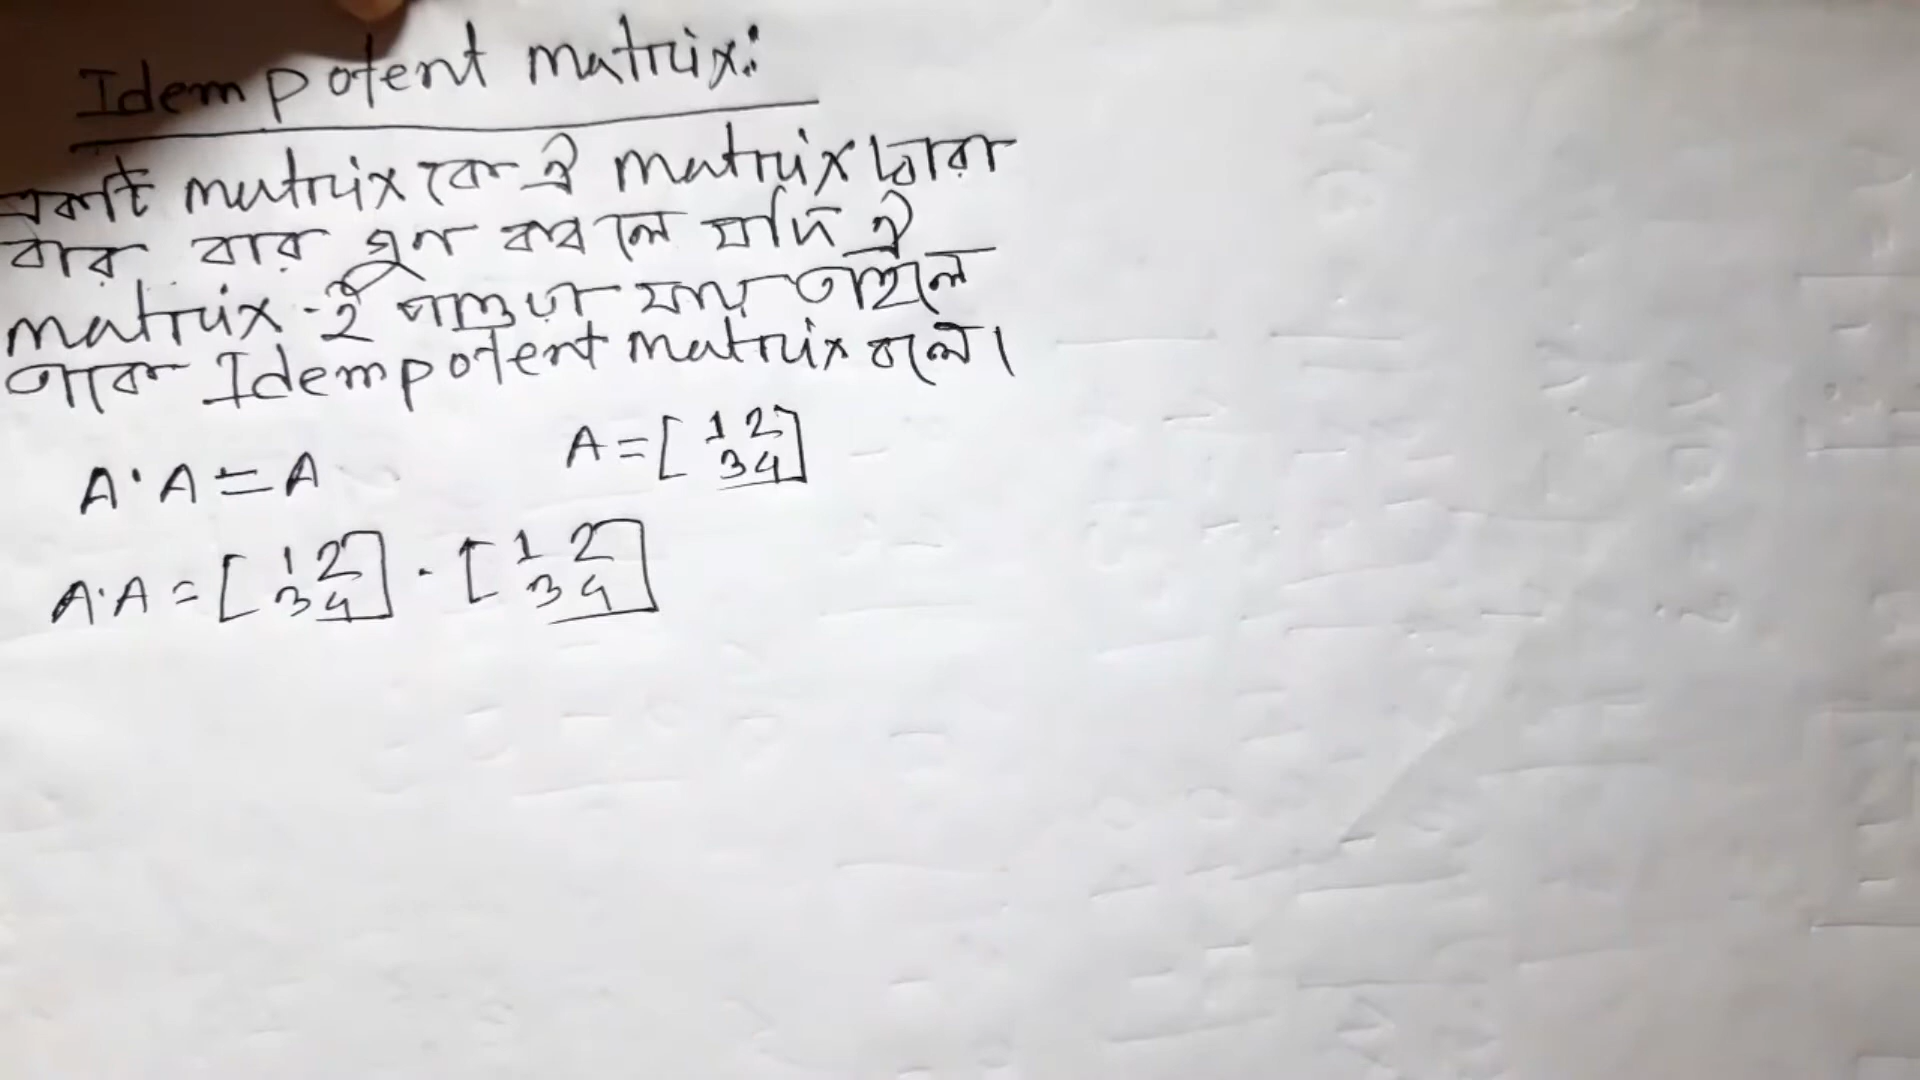 Idempotent matrix:
একটি matrix কে ঐ matrix দ্বারা
বার বার গুণ করলে যদি ঐ
matrix-ই পাওয়া যায় তাহলে
তাকে Idempotent matrix বলে।
A·A=A A=[1 2
3 4]
A·A = [1 2 · [1 2
3 4] 3 4]